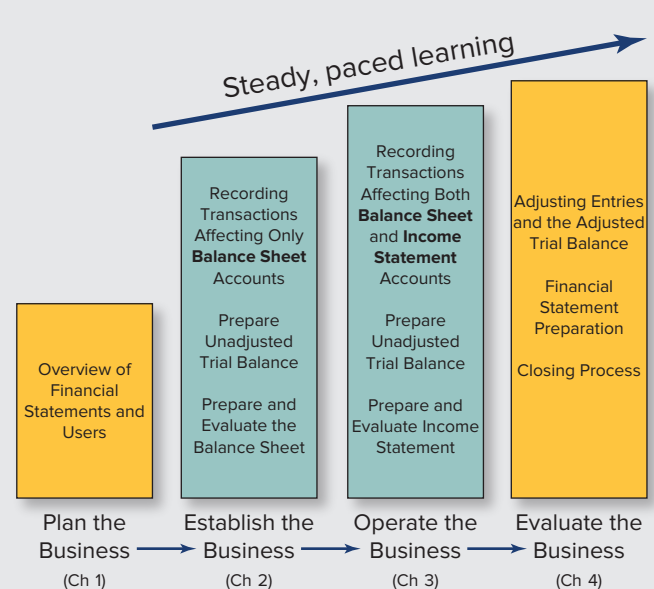 Steady, paced learning
Overview of
Financial
Statements and
Users
Recording
Transactions
Affecting Only
Balance Sheet
Accounts
Prepare
Unadjusted
Trial Balance
Prepare and
Evaluate the
Balance Sheet
Recording
Transactions
Affecting Both
Balance Sheet
and Income
Statement
Accounts
Prepare
Unadjusted
Trial Balance
Prepare and
Evaluate Income
Statement
Adjusting Entries
and the Adjusted
Trial Balance
Financial
Statement
Preparation
Closing Process
Plan the
Business
(Ch 1)
Establish the
Business
(Ch 2)
Operate the
Business
(Ch 3)
Evaluate the
Business
(Ch 4)